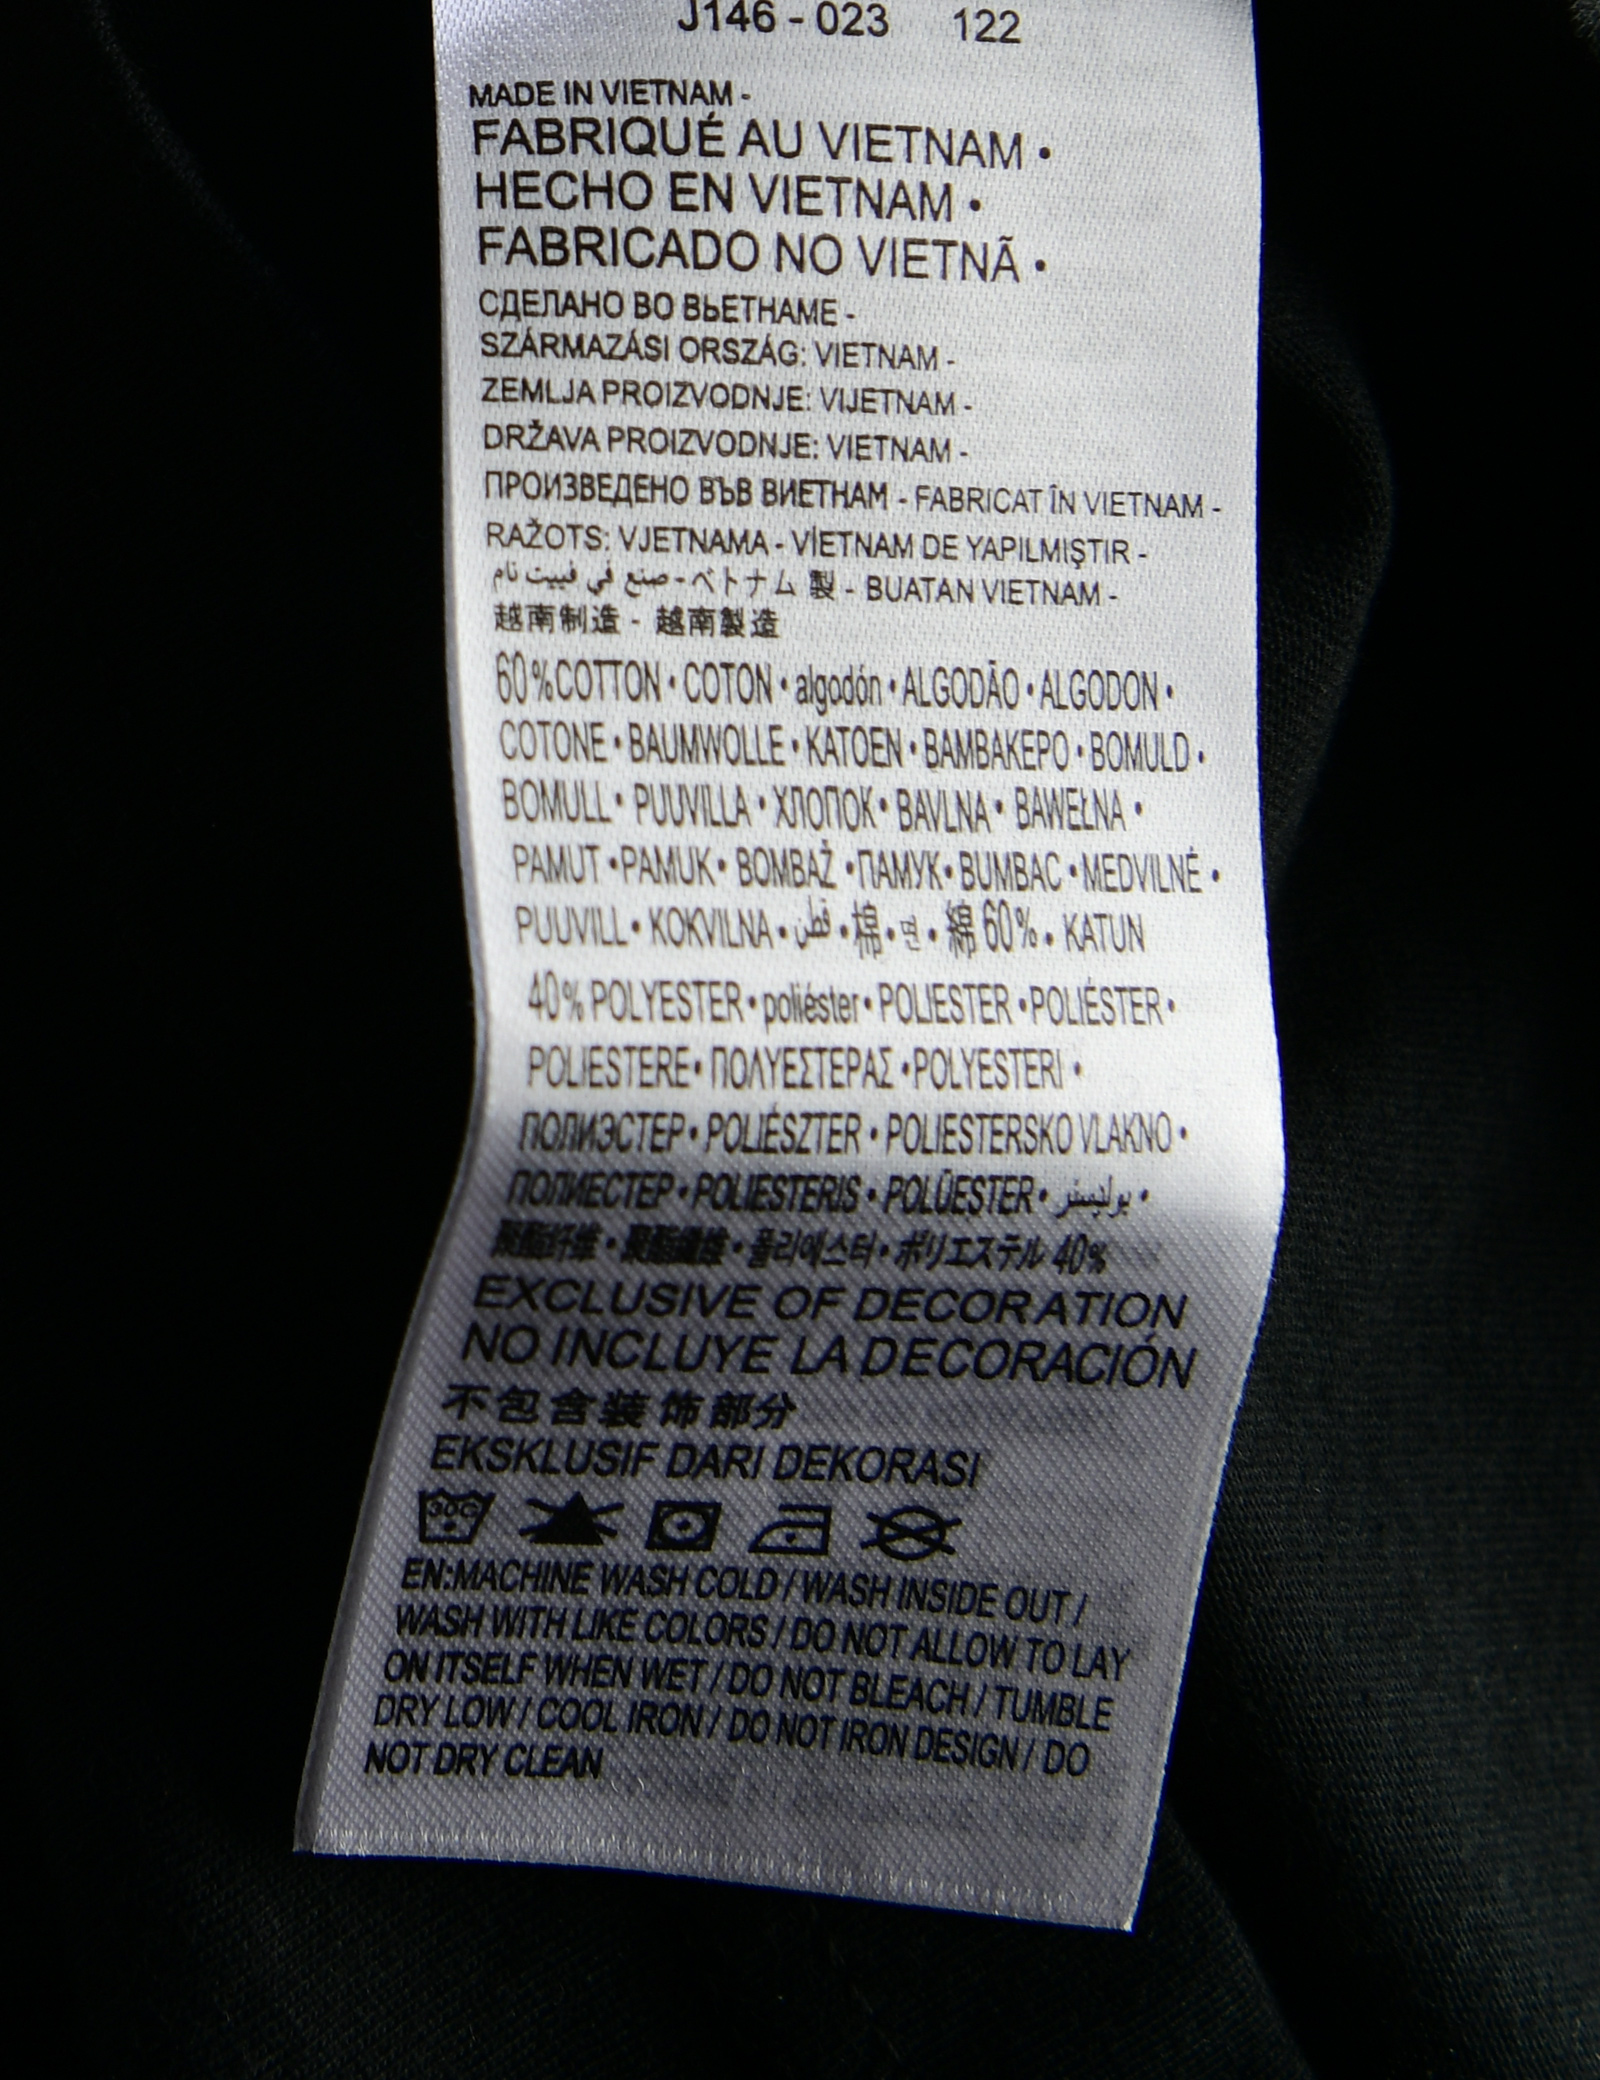 J146 - 023 122
MADE IN VIETNAM -
FABRIQUÉ AU VIETNAM •
HECHO EN VIETNAM •
FABRICADO NO VIETNÃ •
СДЕЛАНО ВО ВЬЕТНАМЕ -
SZÁRMAZÁSI ORSZÁG: VIETNAM -
ZEMLJA PROIZVODNJE: VIJETNAM -
DRŽAVA PROIZVODNJE: VIETNAM -
ПРОИЗВЕДЕНО ВЪВ ВИЕТНАМ - FABRICAT ÎN VIETNAM -
RAŽOTS: VJETNAMA - VİETNAM DE YAPILMIŞTIR -
صنع في فييت نام - ベトナム 製 - BUATAN VIETNAM -
越南制造 - 越南製造
60%COTTON • COTON • algodón • ALGODÃO • ALGODON •
COTONE • BAUMWOLLE • KATOEN • BAMBAKEPO • BOMULD •
BOMULL • PUUVILLA • ХЛОПОК • BAVLNA • BAWEŁNA •
PAMUT • PAMUK • BOMBAŽ • ПАМУК • BUMBAC • MEDVILNĖ •
PUUVILL • KOKVILNA • قطن • 棉 • 면 • 綿 60% • KATUN
40% POLYESTER • poliéster • POLIESTER • POLIÉSTER •
POLIESTERE • ΠΟΛΥΕΣΤΕΡΑΣ • POLYESTERI •
ПОЛИЭСТЕР • POLIÉSZTER • POLIESTERSKO VLAKNO •
ПОЛИЕСТЕР • POLIESTERIS • POLÜESTER • بوليستر •
聚酯纤维 • 聚酯纖維 • 폴리에스터 • ポリエステル 40%
EXCLUSIVE OF DECORATION
NO INCLUYE LA DECORACIÓN
不包含装饰部分
EKSKLUSIF DARI DEKORASI
30C
EN:MACHINE WASH COLD / WASH INSIDE OUT /
WASH WITH LIKE COLORS / DO NOT ALLOW TO LAY
ON ITSELF WHEN WET / DO NOT BLEACH / TUMBLE
DRY LOW / COOL IRON / DO NOT IRON DESIGN / DO
NOT DRY CLEAN